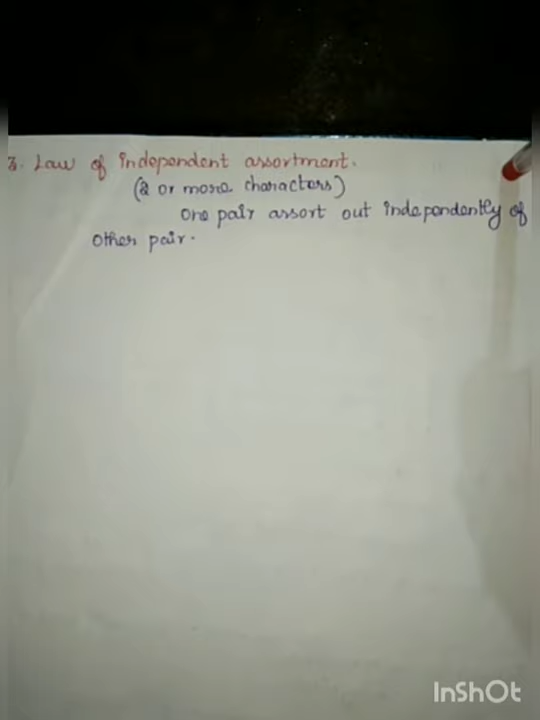 3. Law of independent assortment.
(2 or more characters)
one pair assort out independently of
other pair.
InShOt